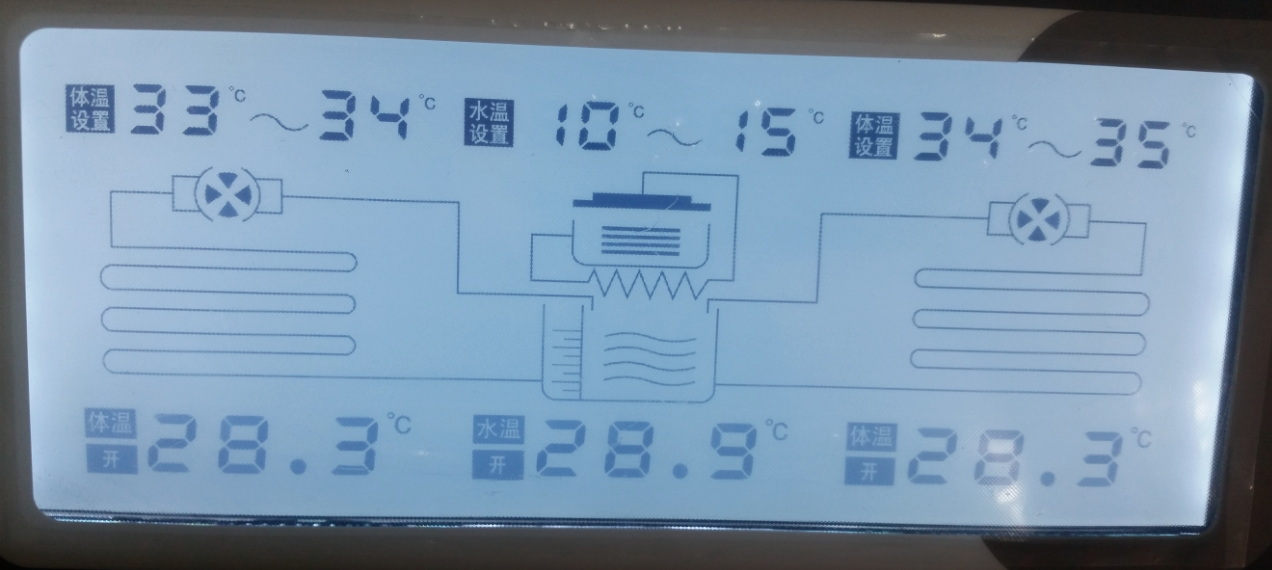 体温设置 33℃～34℃ 水温设置 10℃～15℃ 体温设置 34℃～35℃
体温 28.3℃ 水温 28.9℃ 体温 28.3℃
开 开 开